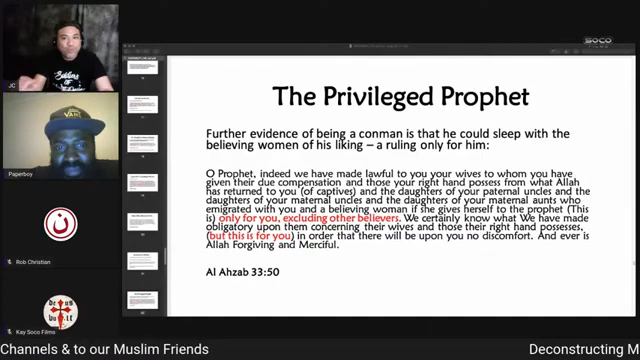 SOCO
JC
The Privileged Prophet
Further evidence of being a conman is that he could sleep with the
believing women of his liking – a ruling only for him:
O Prophet, indeed we have made lawful to you your wives to whom you have
given their due compensation and those your right hand possess from what Allah
has returned to you (of captives) and the daughters of your paternal uncles and the
daughters of your maternal uncles and the daughters of your maternal aunts who
emigrated with you and a believing woman if she gives herself to the prophet (This
is) only for you, excluding other believers. We certainly know what We have made
obligatory upon them concerning their wives and those their right hand possesses,
(but this is for you) in order that there will be upon you no discomfort. And ever is
Allah Forgiving and Merciful.
Al Ahzab 33:50
VANS
Paperboy
ن
Rob Christian
Kay Soco Films
Channels & to our Muslim Friends
Deconstructing M